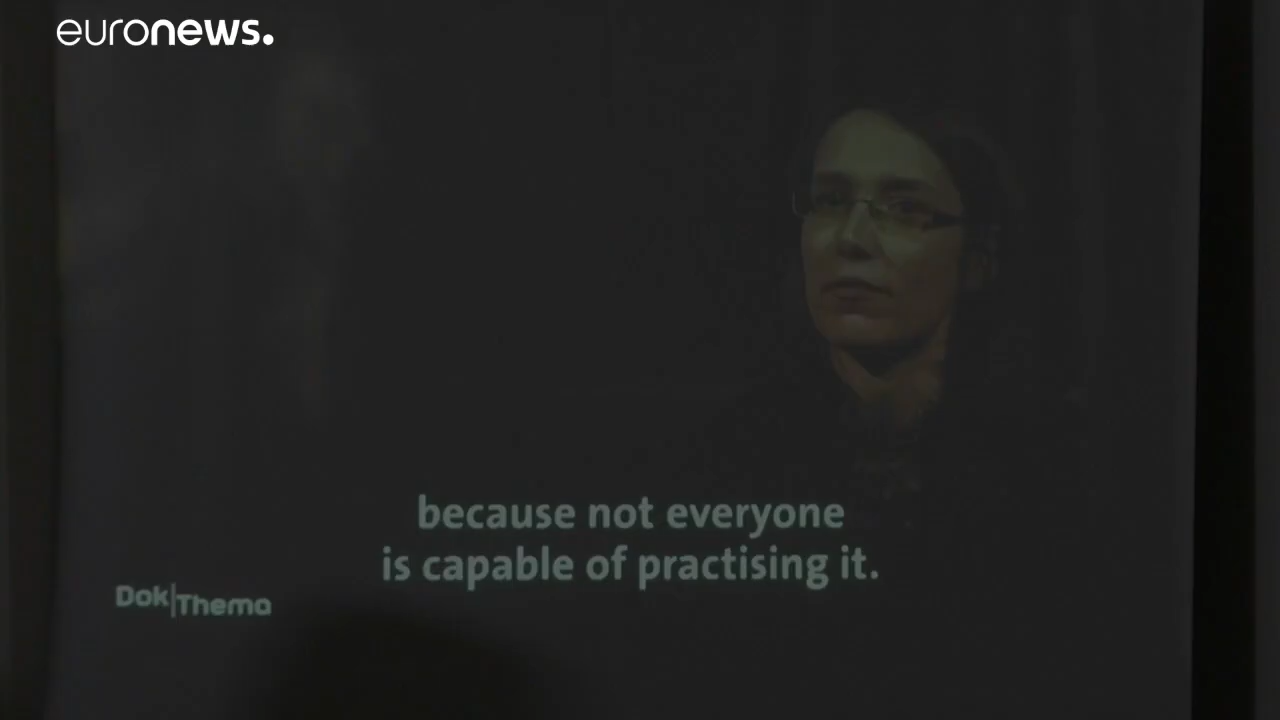 euronews.
because not everyone
is capable of practising it.
Dok|Thema